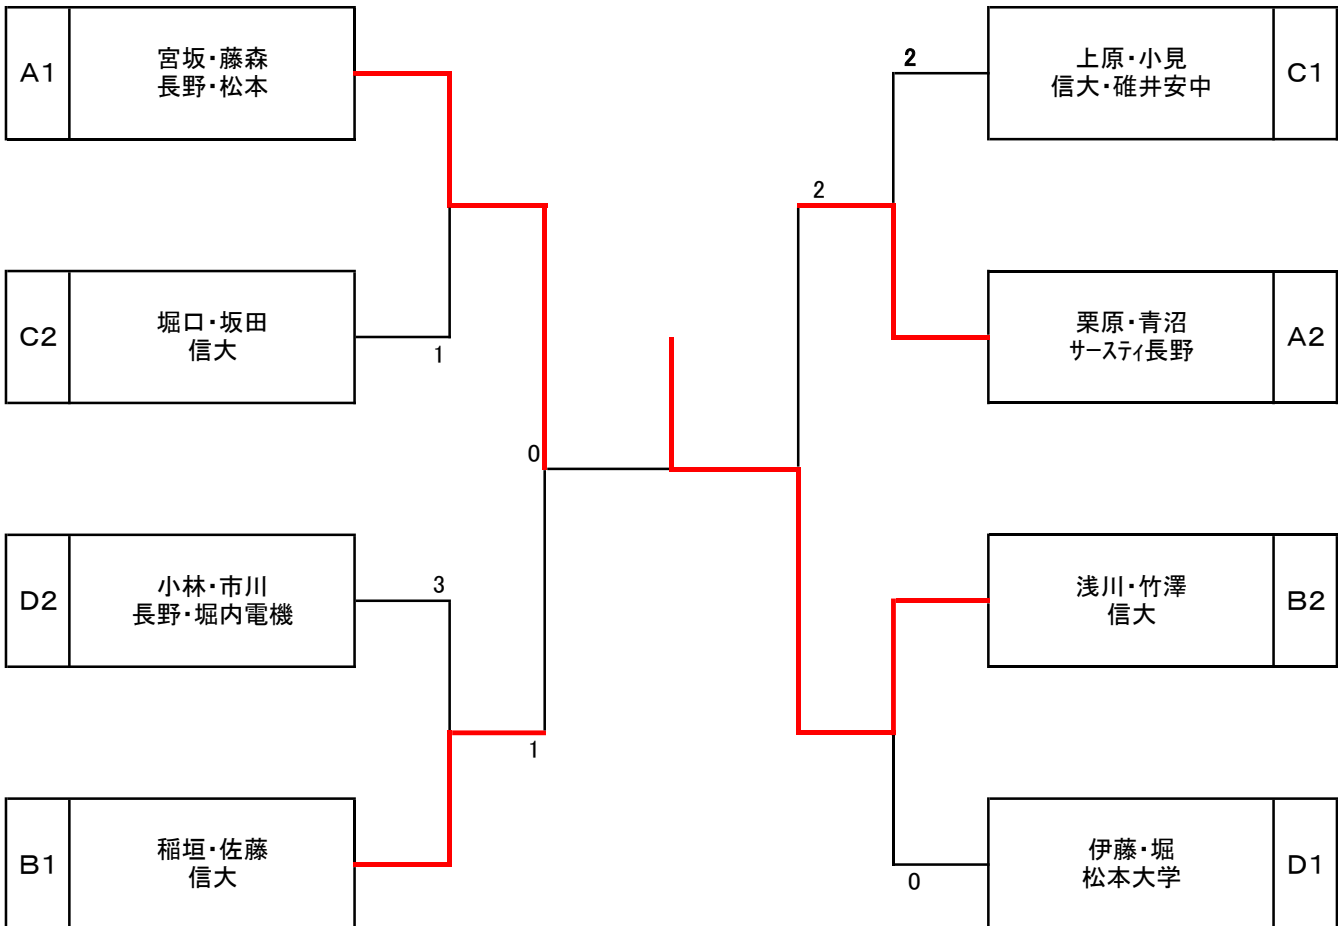 A1
宮坂・藤森
長野・松本
C2
堀口・坂田
信大
1
0
D2
小林・市川
長野・堀内電機
3
1
B1
稲垣・佐藤
信大
2
上原・小見
信大・碓井安中
C1
2
栗原・青沼
サースティ長野
A2
浅川・竹澤
信大
B2
0
伊藤・堀
松本大学
D1